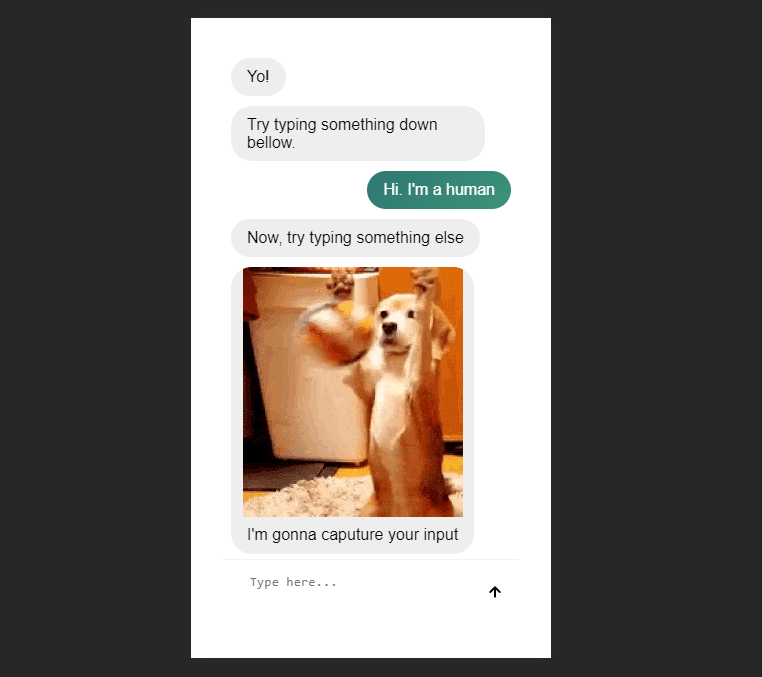 Yo!
Try typing something down
bellow.
Hi. I'm a human
Now, try typing something else
I'm gonna caputure your input
Type here...